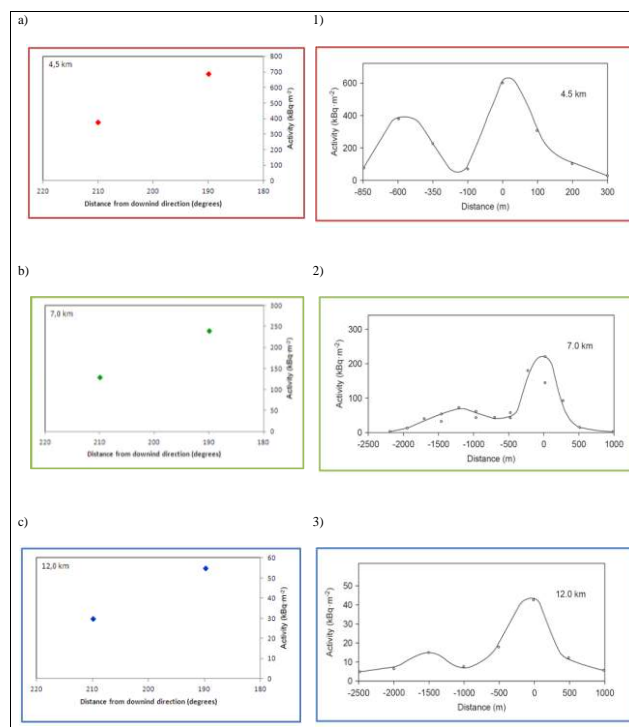 a)
1)
4,5 km
800
700
600
500
400
300
200
100
0
Activity (kBq·m-2)
220 210 200 190 180
Distance from downind direction (degrees)
4.5 km
600
400
200
0
Activity (kBq·m-2)
-850 -600 -350 -100 0 100 200 300
Distance (m)
b)
2)
7,0 km
300
250
200
150
100
50
0
Activity (kBq·m-2)
220 210 200 190 180
Distance from downind direction (degrees)
7.0 km
300
200
100
0
Activity (kBq·m-2)
-2500 -2000 -1500 -1000 -500 0 500 1000
Distance (m)
c)
3)
12,0 km
60
50
40
30
20
10
0
Activity (kBq·m-2)
220 210 200 190 180
Distance from downind direction (degrees)
12.0 km
50
40
30
20
10
0
Activity (kBq·m-2)
-2500 -2000 -1500 -1000 -500 0 500 1000
Distance (m)